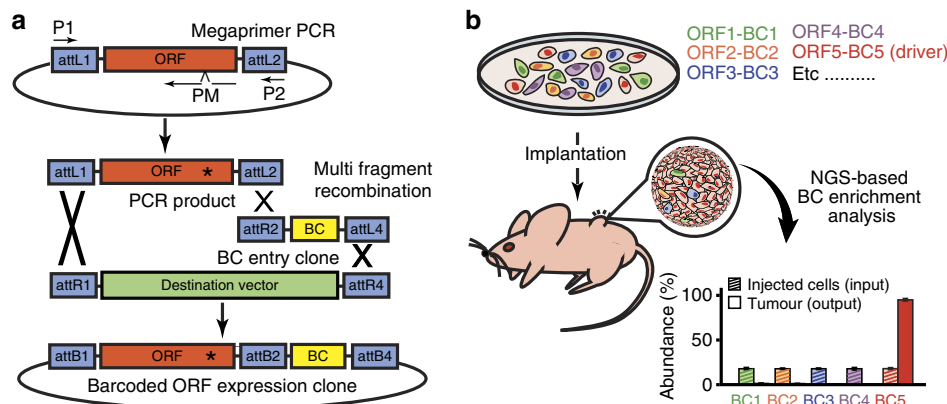 a
P1
Megaprimer PCR
attL1 ORF attL2
PM P2
attL1 ORF * attL2
PCR product
Multi fragment
recombination
attR2 BC attL4
BC entry clone
attR1 Destination vector attR4
attB1 ORF * attB2 BC attB4
Barcoded ORF expression clone
b
ORF1-BC1 ORF4-BC4
ORF2-BC2 ORF5-BC5 (driver)
ORF3-BC3 Etc ..........
Implantation
NGS-based
BC enrichment
analysis
Abundance (%)
100
50
0
Injected cells (input)
Tumour (output)
BC1 BC2 BC3 BC4 BC5